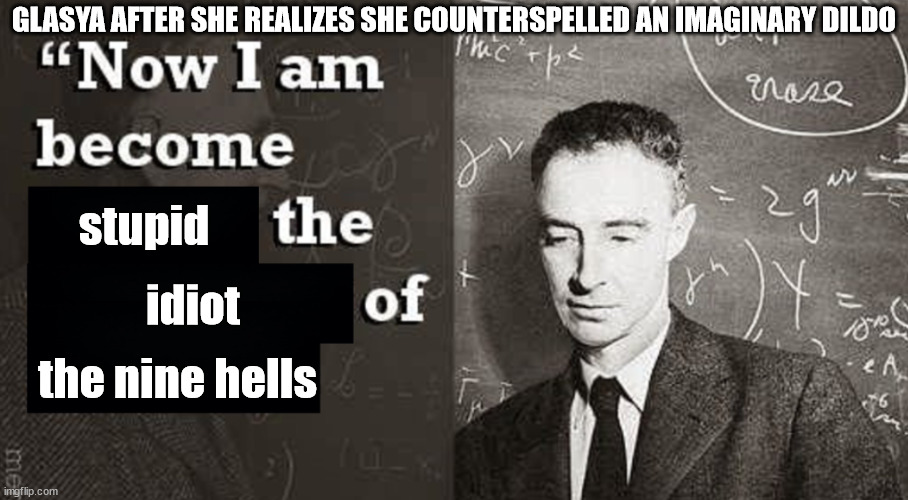 GLASYA AFTER SHE REALIZES SHE COUNTERSPELLED AN IMAGINARY DILDO
“Now I am
become
stupid the
idiot of
the nine hells
erase
imgflip.com